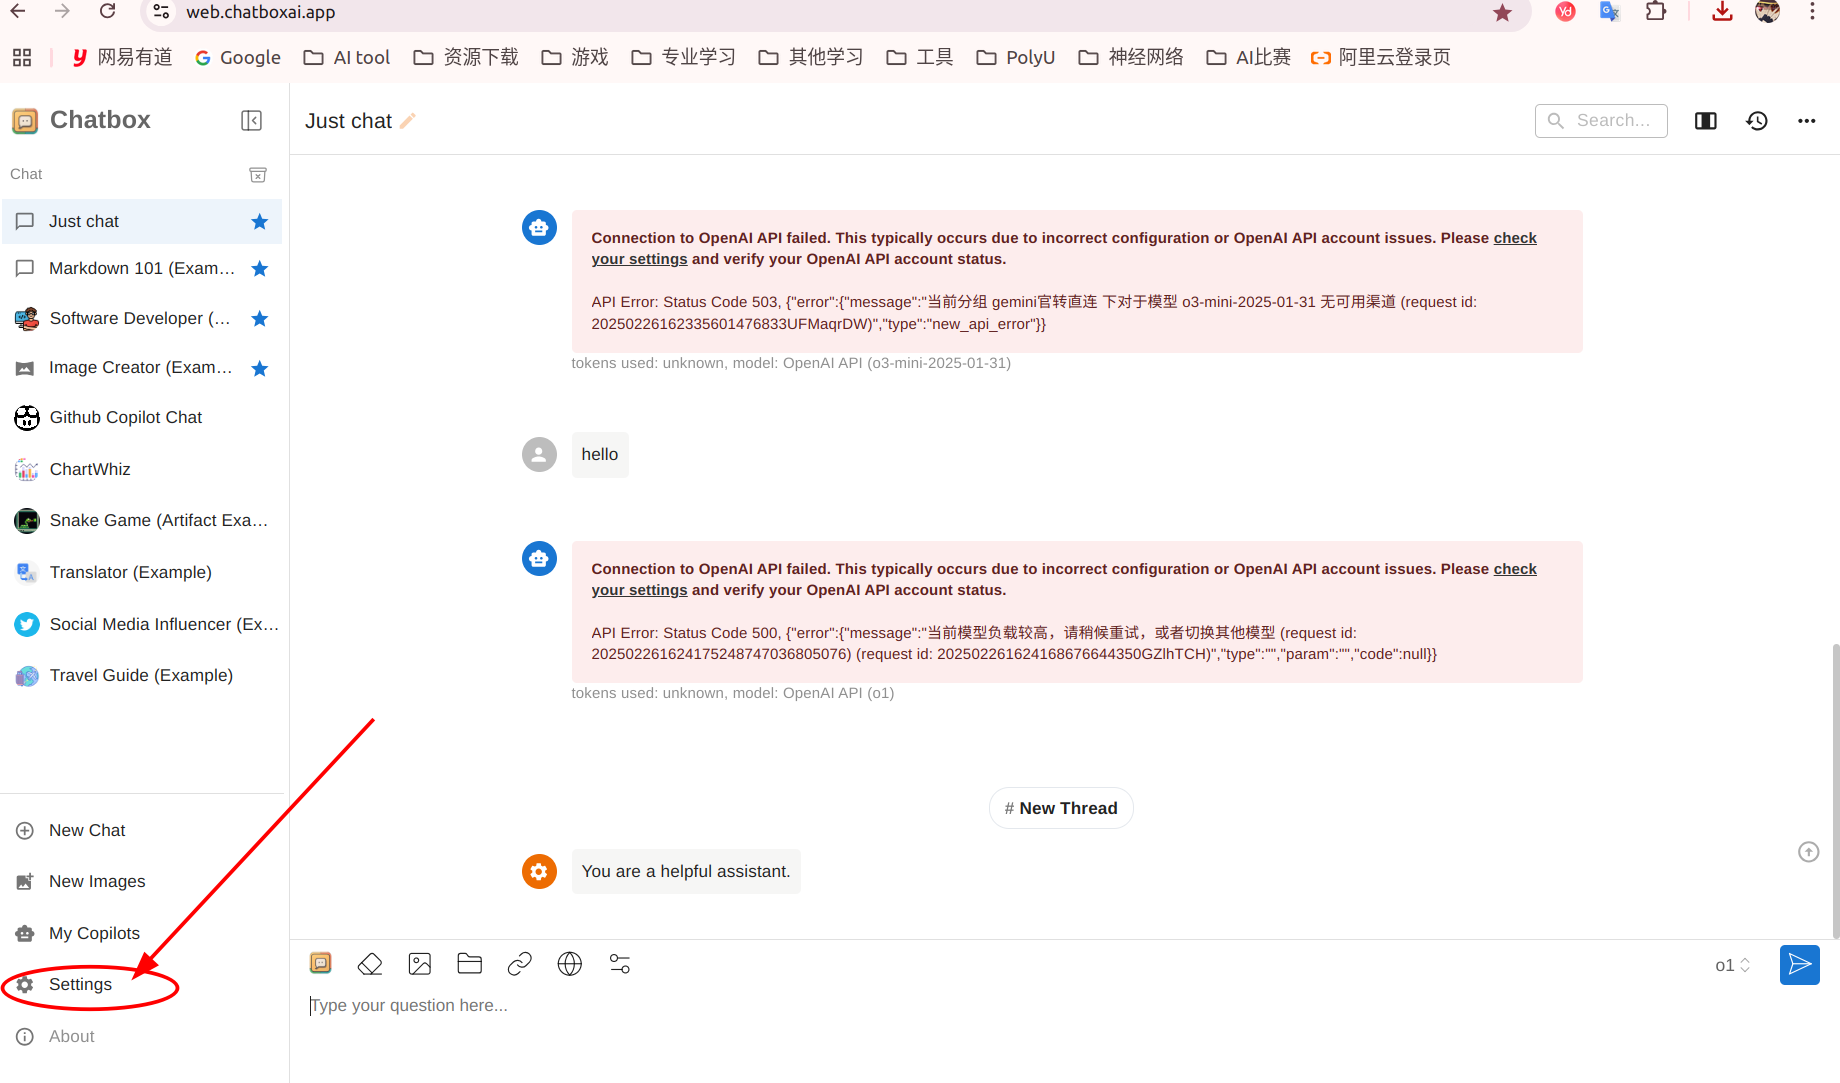 web.chatboxai.app
网易有道 Google AI tool 资源下载 游戏 专业学习 其他学习 工具 PolyU 神经网络 AI比赛 阿里云登录页
Chatbox
Chat
Just chat
Markdown 101 (Exam...
Software Developer (...
Image Creator (Exam...
Github Copilot Chat
ChartWhiz
Snake Game (Artifact Exa...
Translator (Example)
Social Media Influencer (Ex...
Travel Guide (Example)
New Chat
New Images
My Copilots
Settings
About
Just chat
Search...
Connection to OpenAI API failed. This typically occurs due to incorrect configuration or OpenAI API account issues. Please check
your settings and verify your OpenAI API account status.
API Error: Status Code 503, {"error":{"message":"当前分组 gemini官转直连 下对于模型 o3-mini-2025-01-31 无可用渠道 (request id:
20250226162335601476833UFMaqrDW)","type":"new_api_error"}}
tokens used: unknown, model: OpenAI API (o3-mini-2025-01-31)
hello
Connection to OpenAI API failed. This typically occurs due to incorrect configuration or OpenAI API account issues. Please check
your settings and verify your OpenAI API account status.
API Error: Status Code 500, {"error":{"message":"当前模型负载较高，请稍候重试，或者切换其他模型 (request id:
20250226162417524874703680​5076) (request id: 20250226162416867664​4350GZlhTCH)","type":"","param":"","code":null}}
tokens used: unknown, model: OpenAI API (o1)
# New Thread
You are a helpful assistant.
o1
Type your question here...